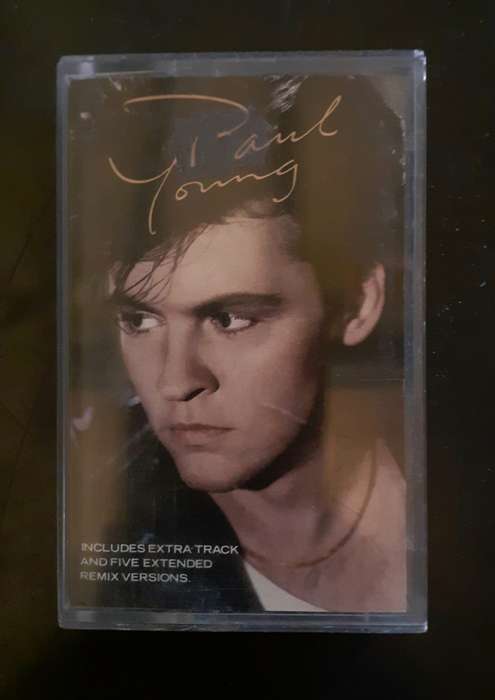 Paul
Young
INCLUDES EXTRA TRACK
AND FIVE EXTENDED
REMIX VERSIONS.